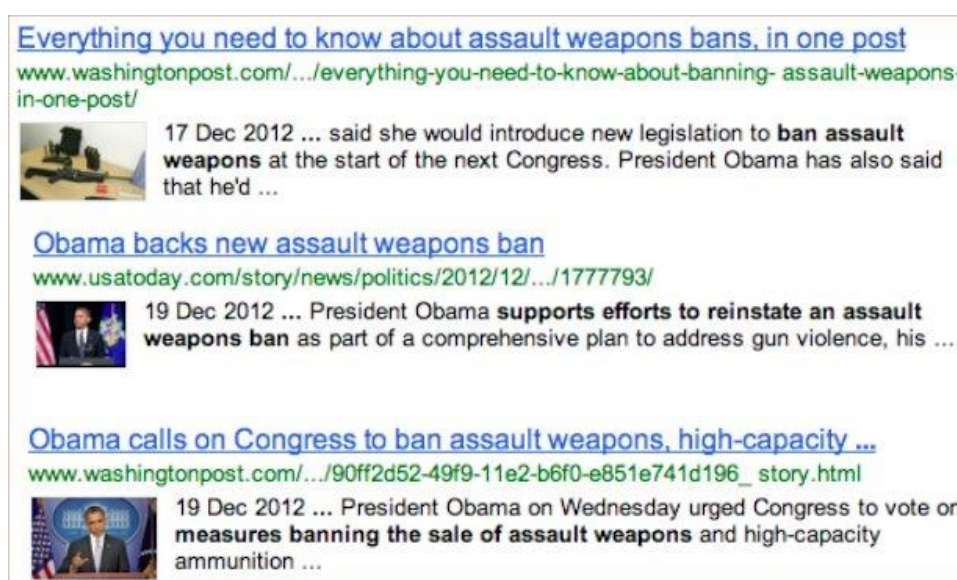 Everything you need to know about assault weapons bans, in one post
www.washingtonpost.com/.../everything-you-need-to-know-about-banning- assault-weapons-
in-one-post/
17 Dec 2012 ... said she would introduce new legislation to ban assault
weapons at the start of the next Congress. President Obama has also said
that he'd ...
Obama backs new assault weapons ban
www.usatoday.com/story/news/politics/2012/12/.../1777793/
19 Dec 2012 ... President Obama supports efforts to reinstate an assault
weapons ban as part of a comprehensive plan to address gun violence, his ...
Obama calls on Congress to ban assault weapons, high-capacity ...
www.washingtonpost.com/.../90ff2d52-49f9-11e2-b6f0-e851e741d196_ story.html
19 Dec 2012 ... President Obama on Wednesday urged Congress to vote on
measures banning the sale of assault weapons and high-capacity
ammunition ...